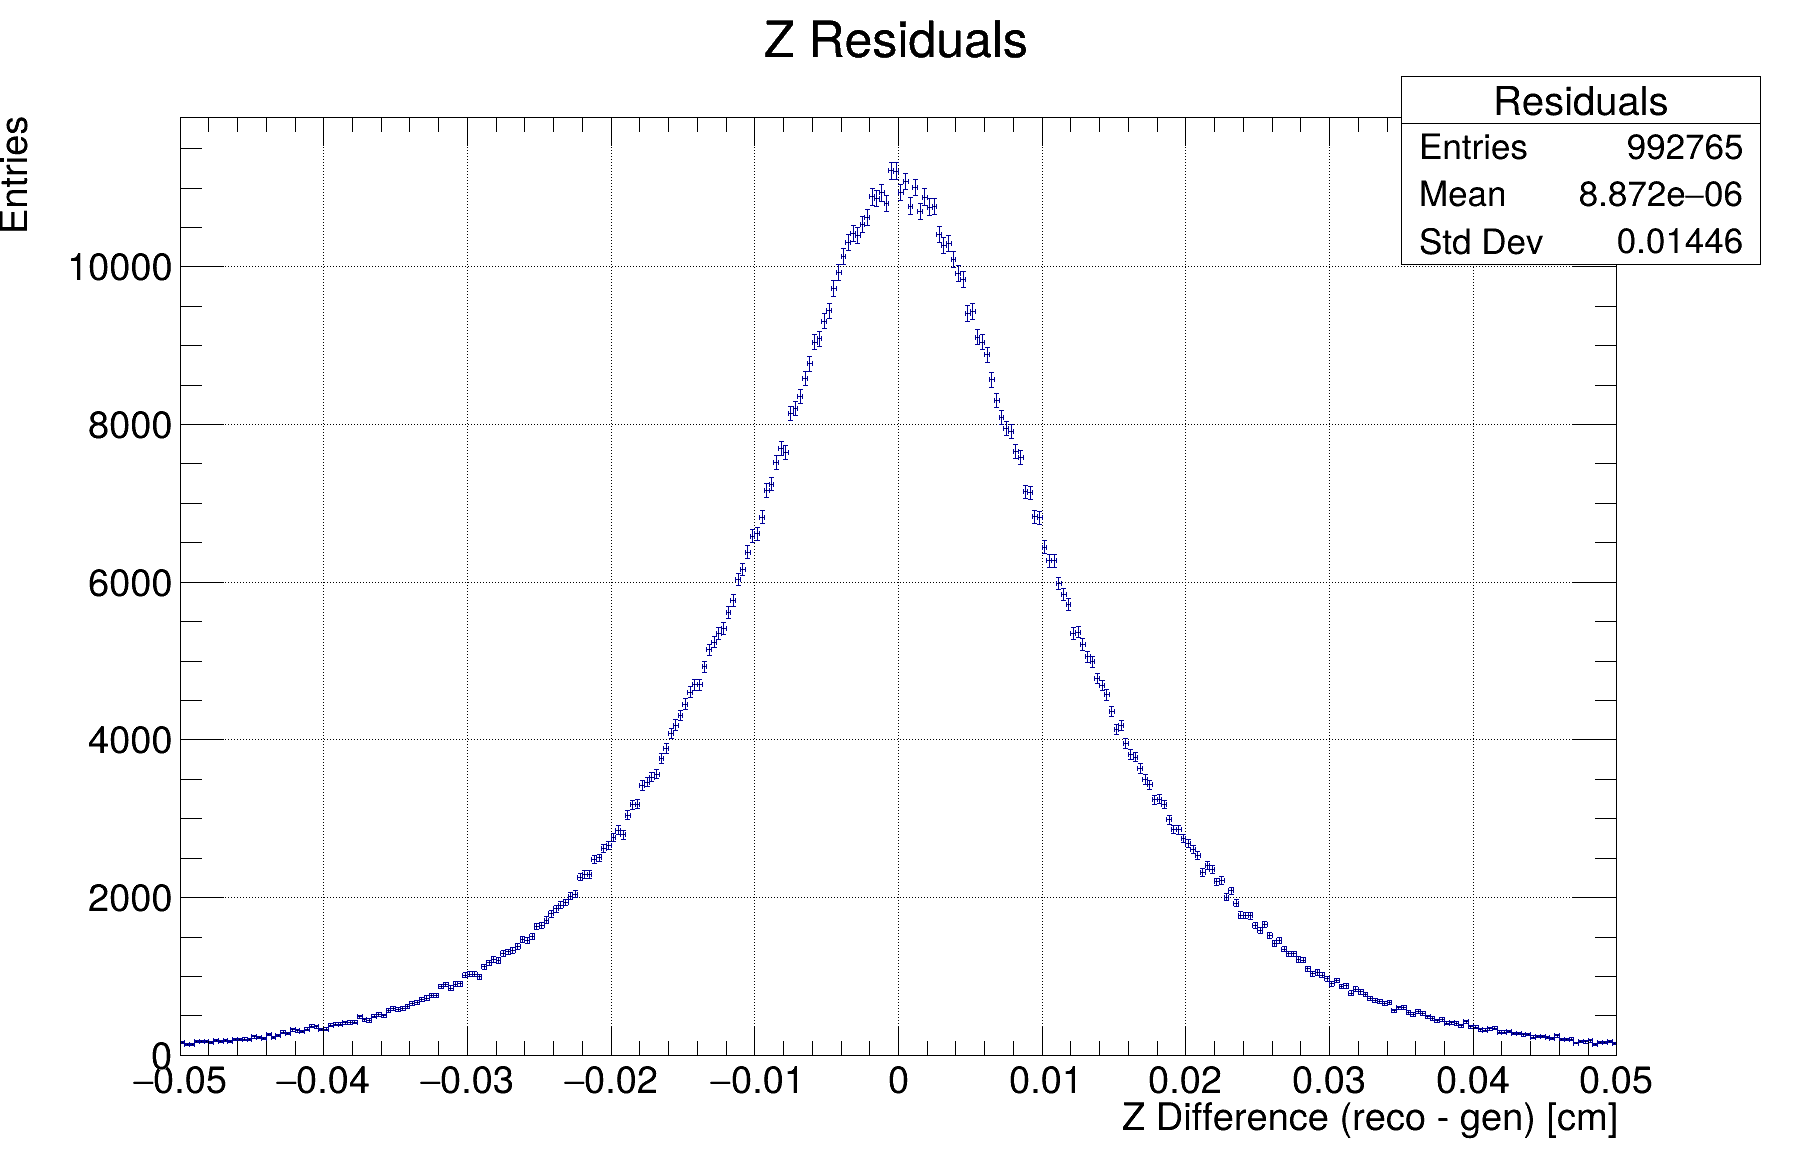 Z Residuals
Entries
Residuals
Entries 992765
Mean 8.872e−06
Std Dev 0.01446
10000
8000
6000
4000
2000
0
−0.05 −0.04 −0.03 −0.02 −0.01 0 0.01 0.02 0.03 0.04 0.05
Z Difference (reco - gen) [cm]